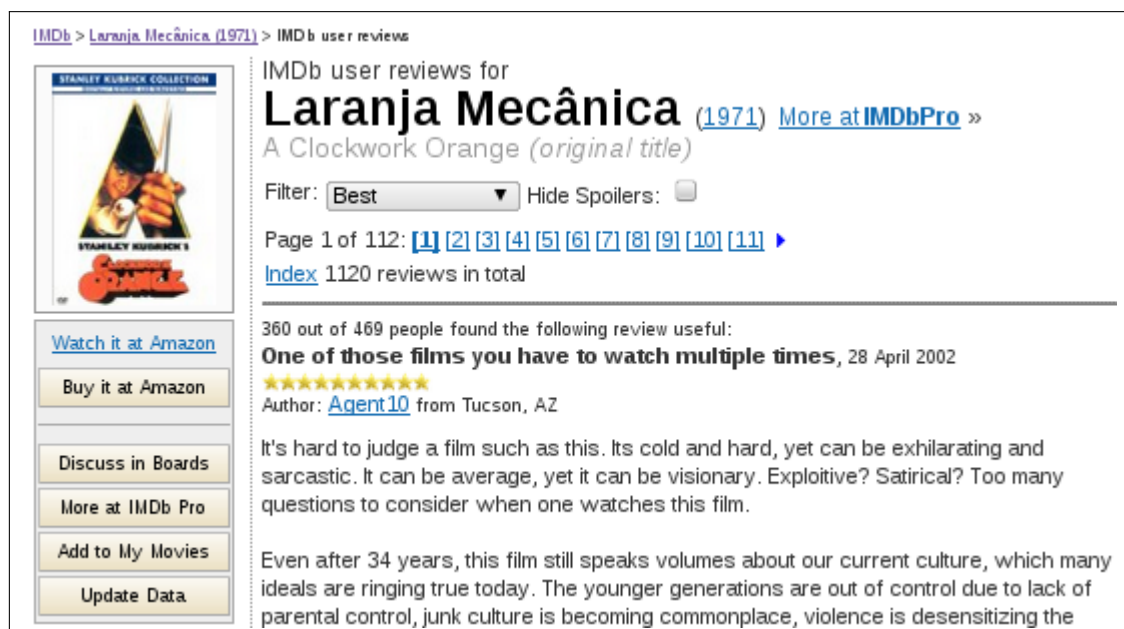 IMDb > Laranja Mecânica (1971) > IMDb user reviews
STANLEY KUBRICK COLLECTION
STANLEY KUBRICK'S
CLOCKWORK
ORANGE
Watch it at Amazon
Buy it at Amazon
Discuss in Boards
More at IMDb Pro
Add to My Movies
Update Data
IMDb user reviews for
Laranja Mecânica (1971) More at IMDbPro »
A Clockwork Orange (original title)
Filter: Best ▼ Hide Spoilers:
Page 1 of 112: [1] [2] [3] [4] [5] [6] [7] [8] [9] [10] [11]
Index 1120 reviews in total
360 out of 469 people found the following review useful:
One of those films you have to watch multiple times, 28 April 2002
Author: Agent10 from Tucson, AZ
It's hard to judge a film such as this. Its cold and hard, yet can be exhilarating and
sarcastic. It can be average, yet it can be visionary. Exploitive? Satirical? Too many
questions to consider when one watches this film.
Even after 34 years, this film still speaks volumes about our current culture, which many
ideals are ringing true today. The younger generations are out of control due to lack of
parental control, junk culture is becoming commonplace, violence is desensitizing the